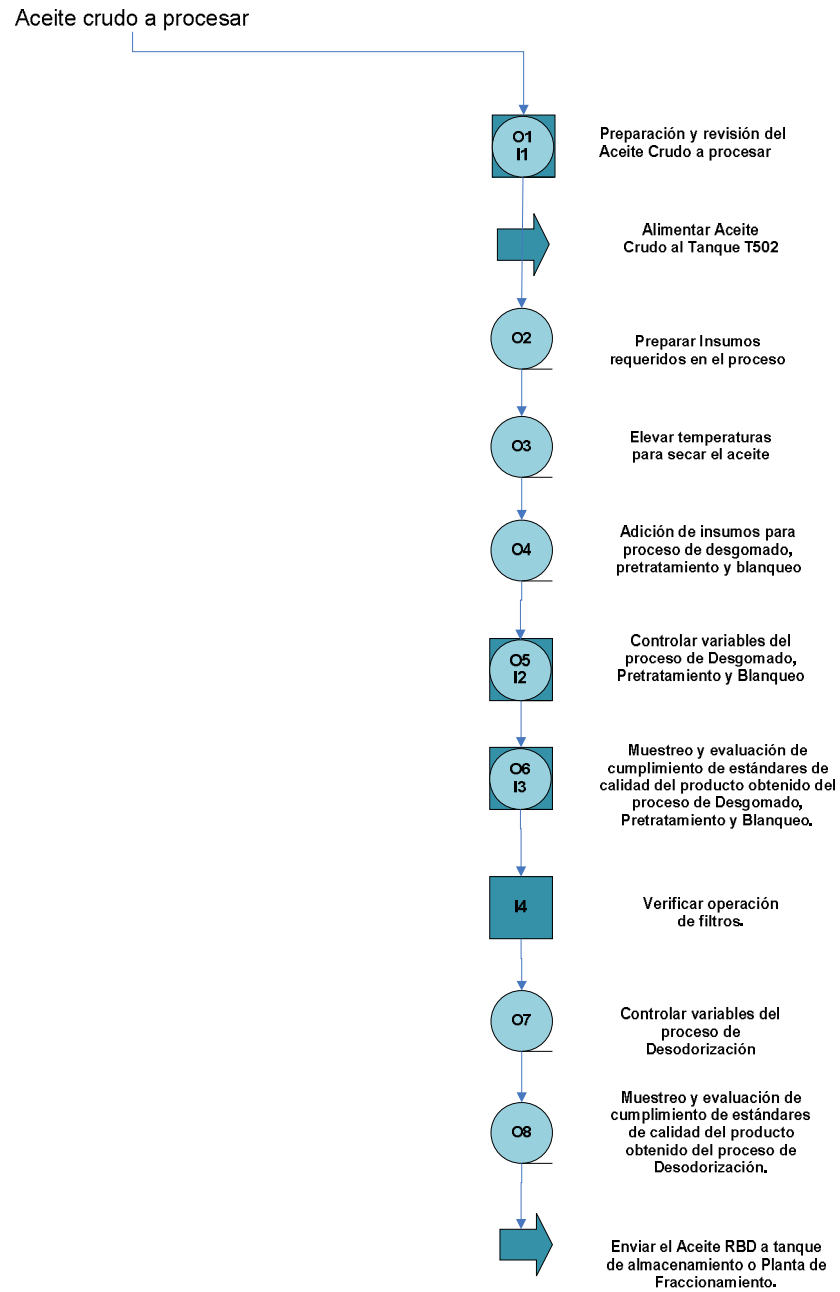 Aceite crudo a procesar
O1
I1
Preparación y revisión del
Aceite Crudo a procesar
Alimentar Aceite
Crudo al Tanque T502
O2
Preparar Insumos
requeridos en el proceso
O3
Elevar temperaturas
para secar el aceite
O4
Adición de insumos para
proceso de desgomado,
pretratamiento y blanqueo
O5
I2
Controlar variables del
proceso de Desgomado,
Pretratamiento y Blanqueo
O6
I3
Muestreo y evaluación de
cumplimiento de estándares de
calidad del producto obtenido del
proceso de Desgomado,
Pretratamiento y Blanqueo.
I4
Verificar operación
de filtros.
O7
Controlar variables del
proceso de
Desodorización
O8
Muestreo y evaluación de
cumplimiento de estándares
de calidad del producto
obtenido del proceso de
Desodorización.
Enviar el Aceite RBD a tanque
de almacenamiento o Planta de
Fraccionamiento.